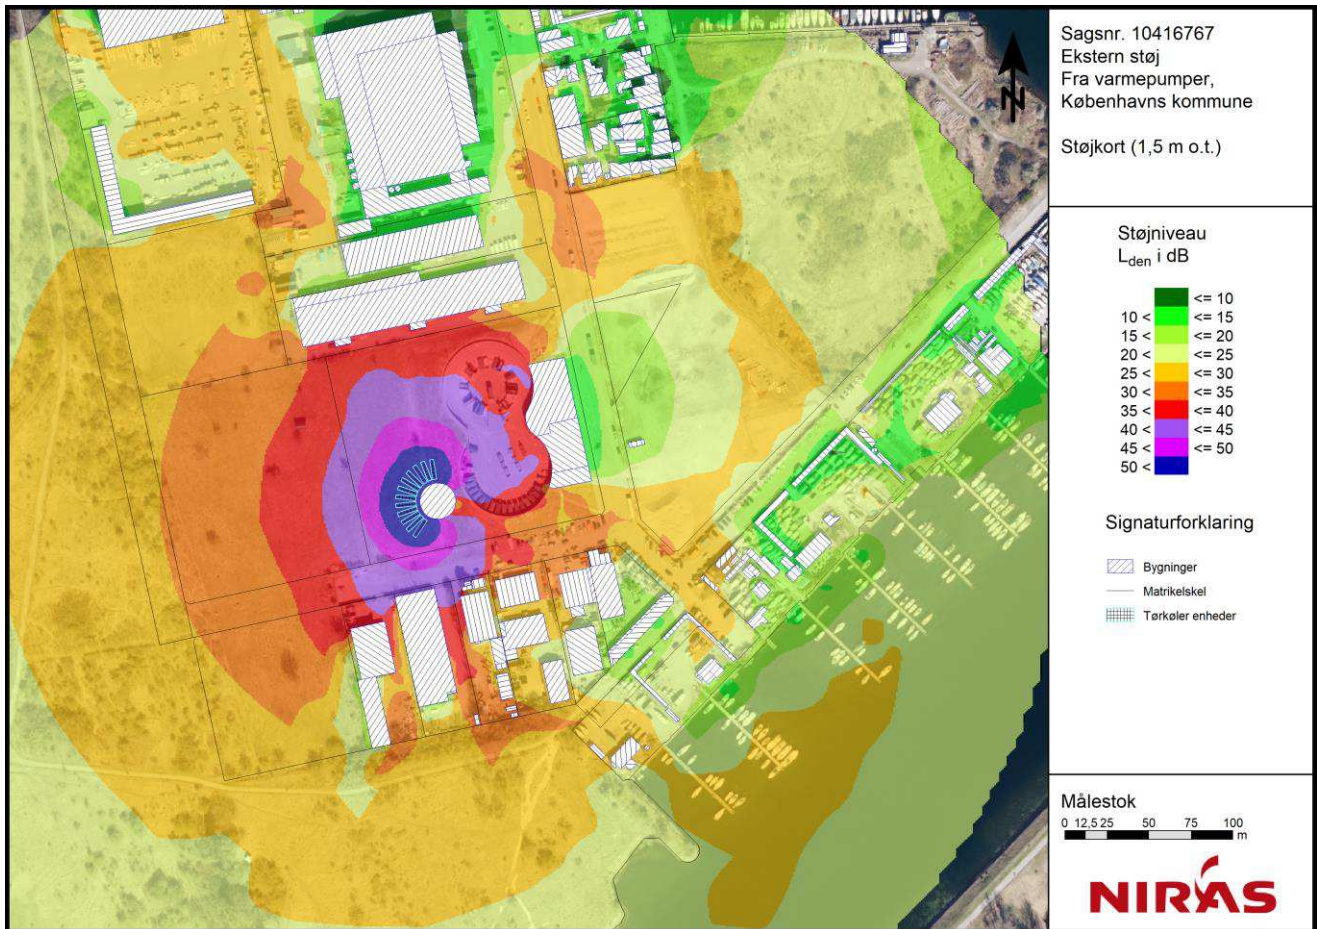 Sagsnr. 10416767
Ekstern støj
Fra varmepumper,
Københavns kommune
Støjkort (1,5 m o.t.)
N
Støjniveau
Lden i dB
<= 10
10 < <= 15
15 < <= 20
20 < <= 25
25 < <= 30
30 < <= 35
35 < <= 40
40 < <= 45
45 < <= 50
50 <
Signaturforklaring
Bygninger
Matrikelskel
Tørkøler enheder
Målestok
0 12,5 25 50 75 100
m
NIRAS